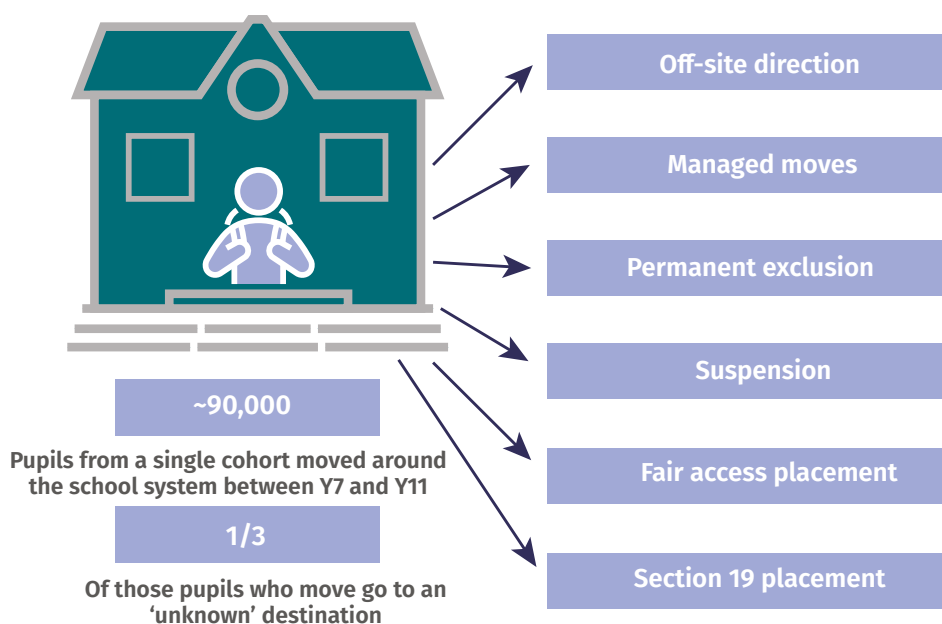 Off-site direction
Managed moves
Permanent exclusion
Suspension
Fair access placement
Section 19 placement
~90,000
Pupils from a single cohort moved around
the school system between Y7 and Y11
1/3
Of those pupils who move go to an
‘unknown’ destination